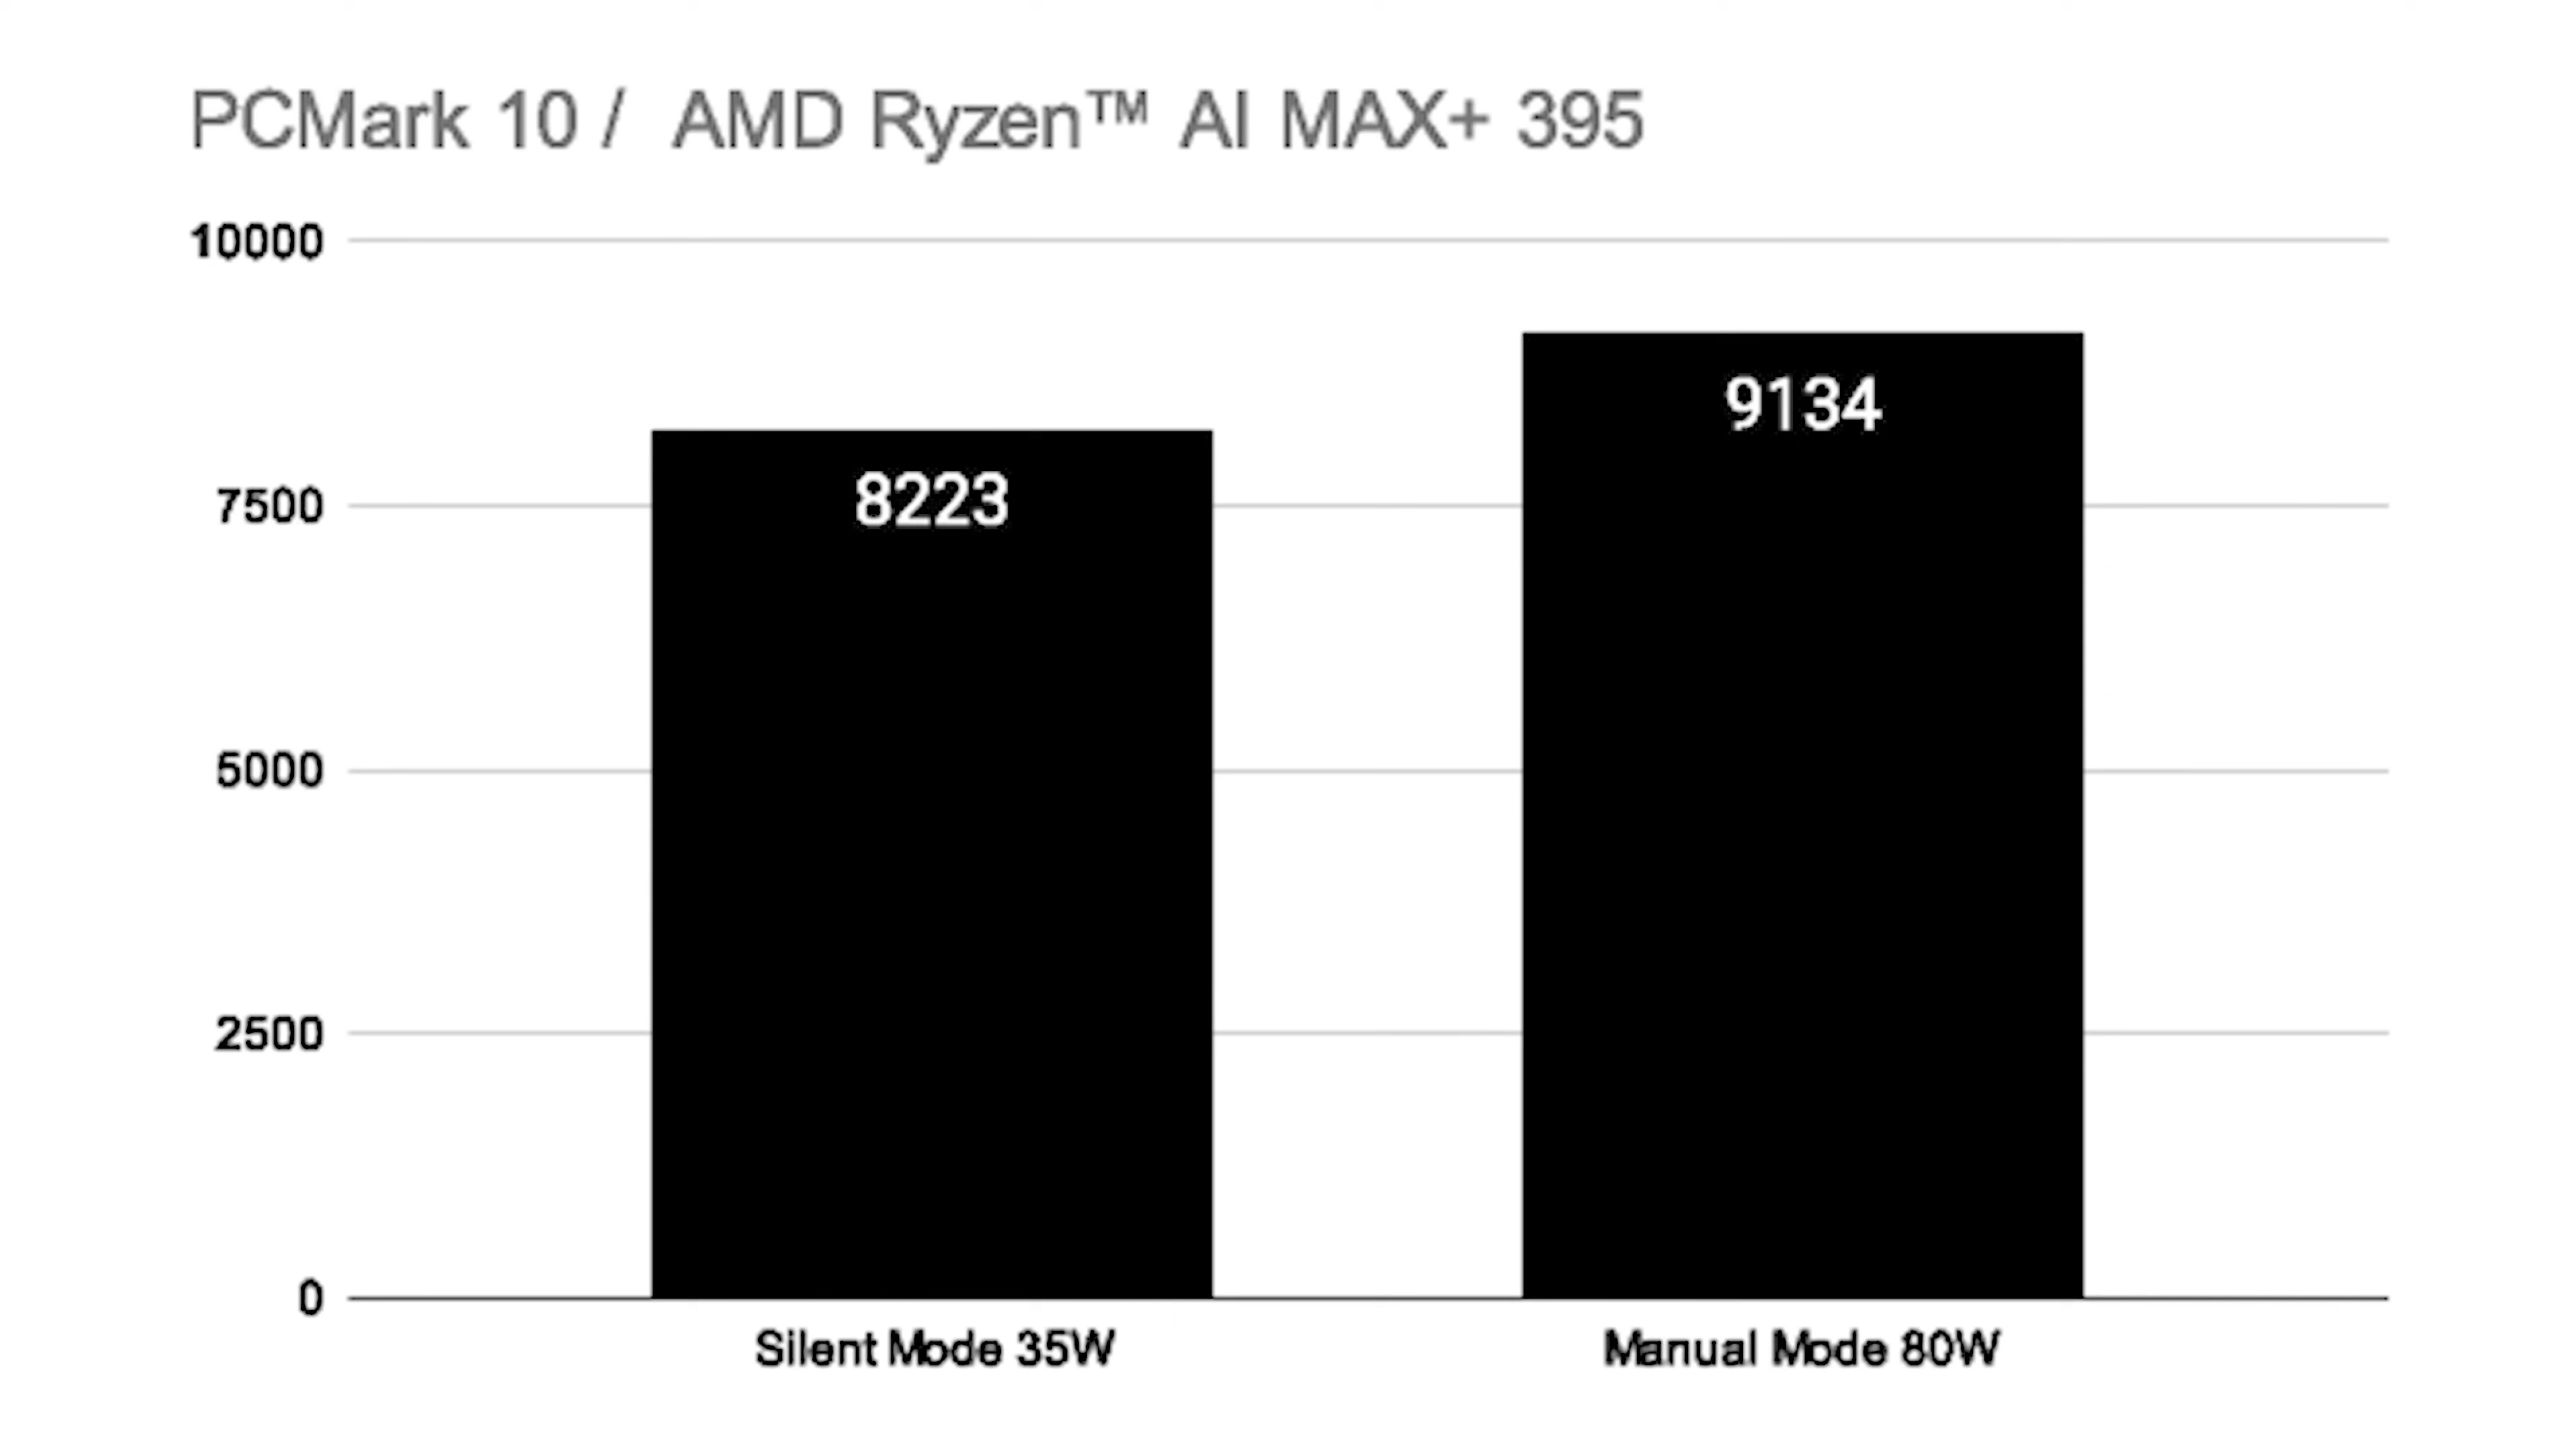 PCMark 10 /  AMD Ryzen™ AI MAX+ 395
10000
9134
8223
7500
5000
2500
0
Silent Mode 35W
Manual Mode 80W